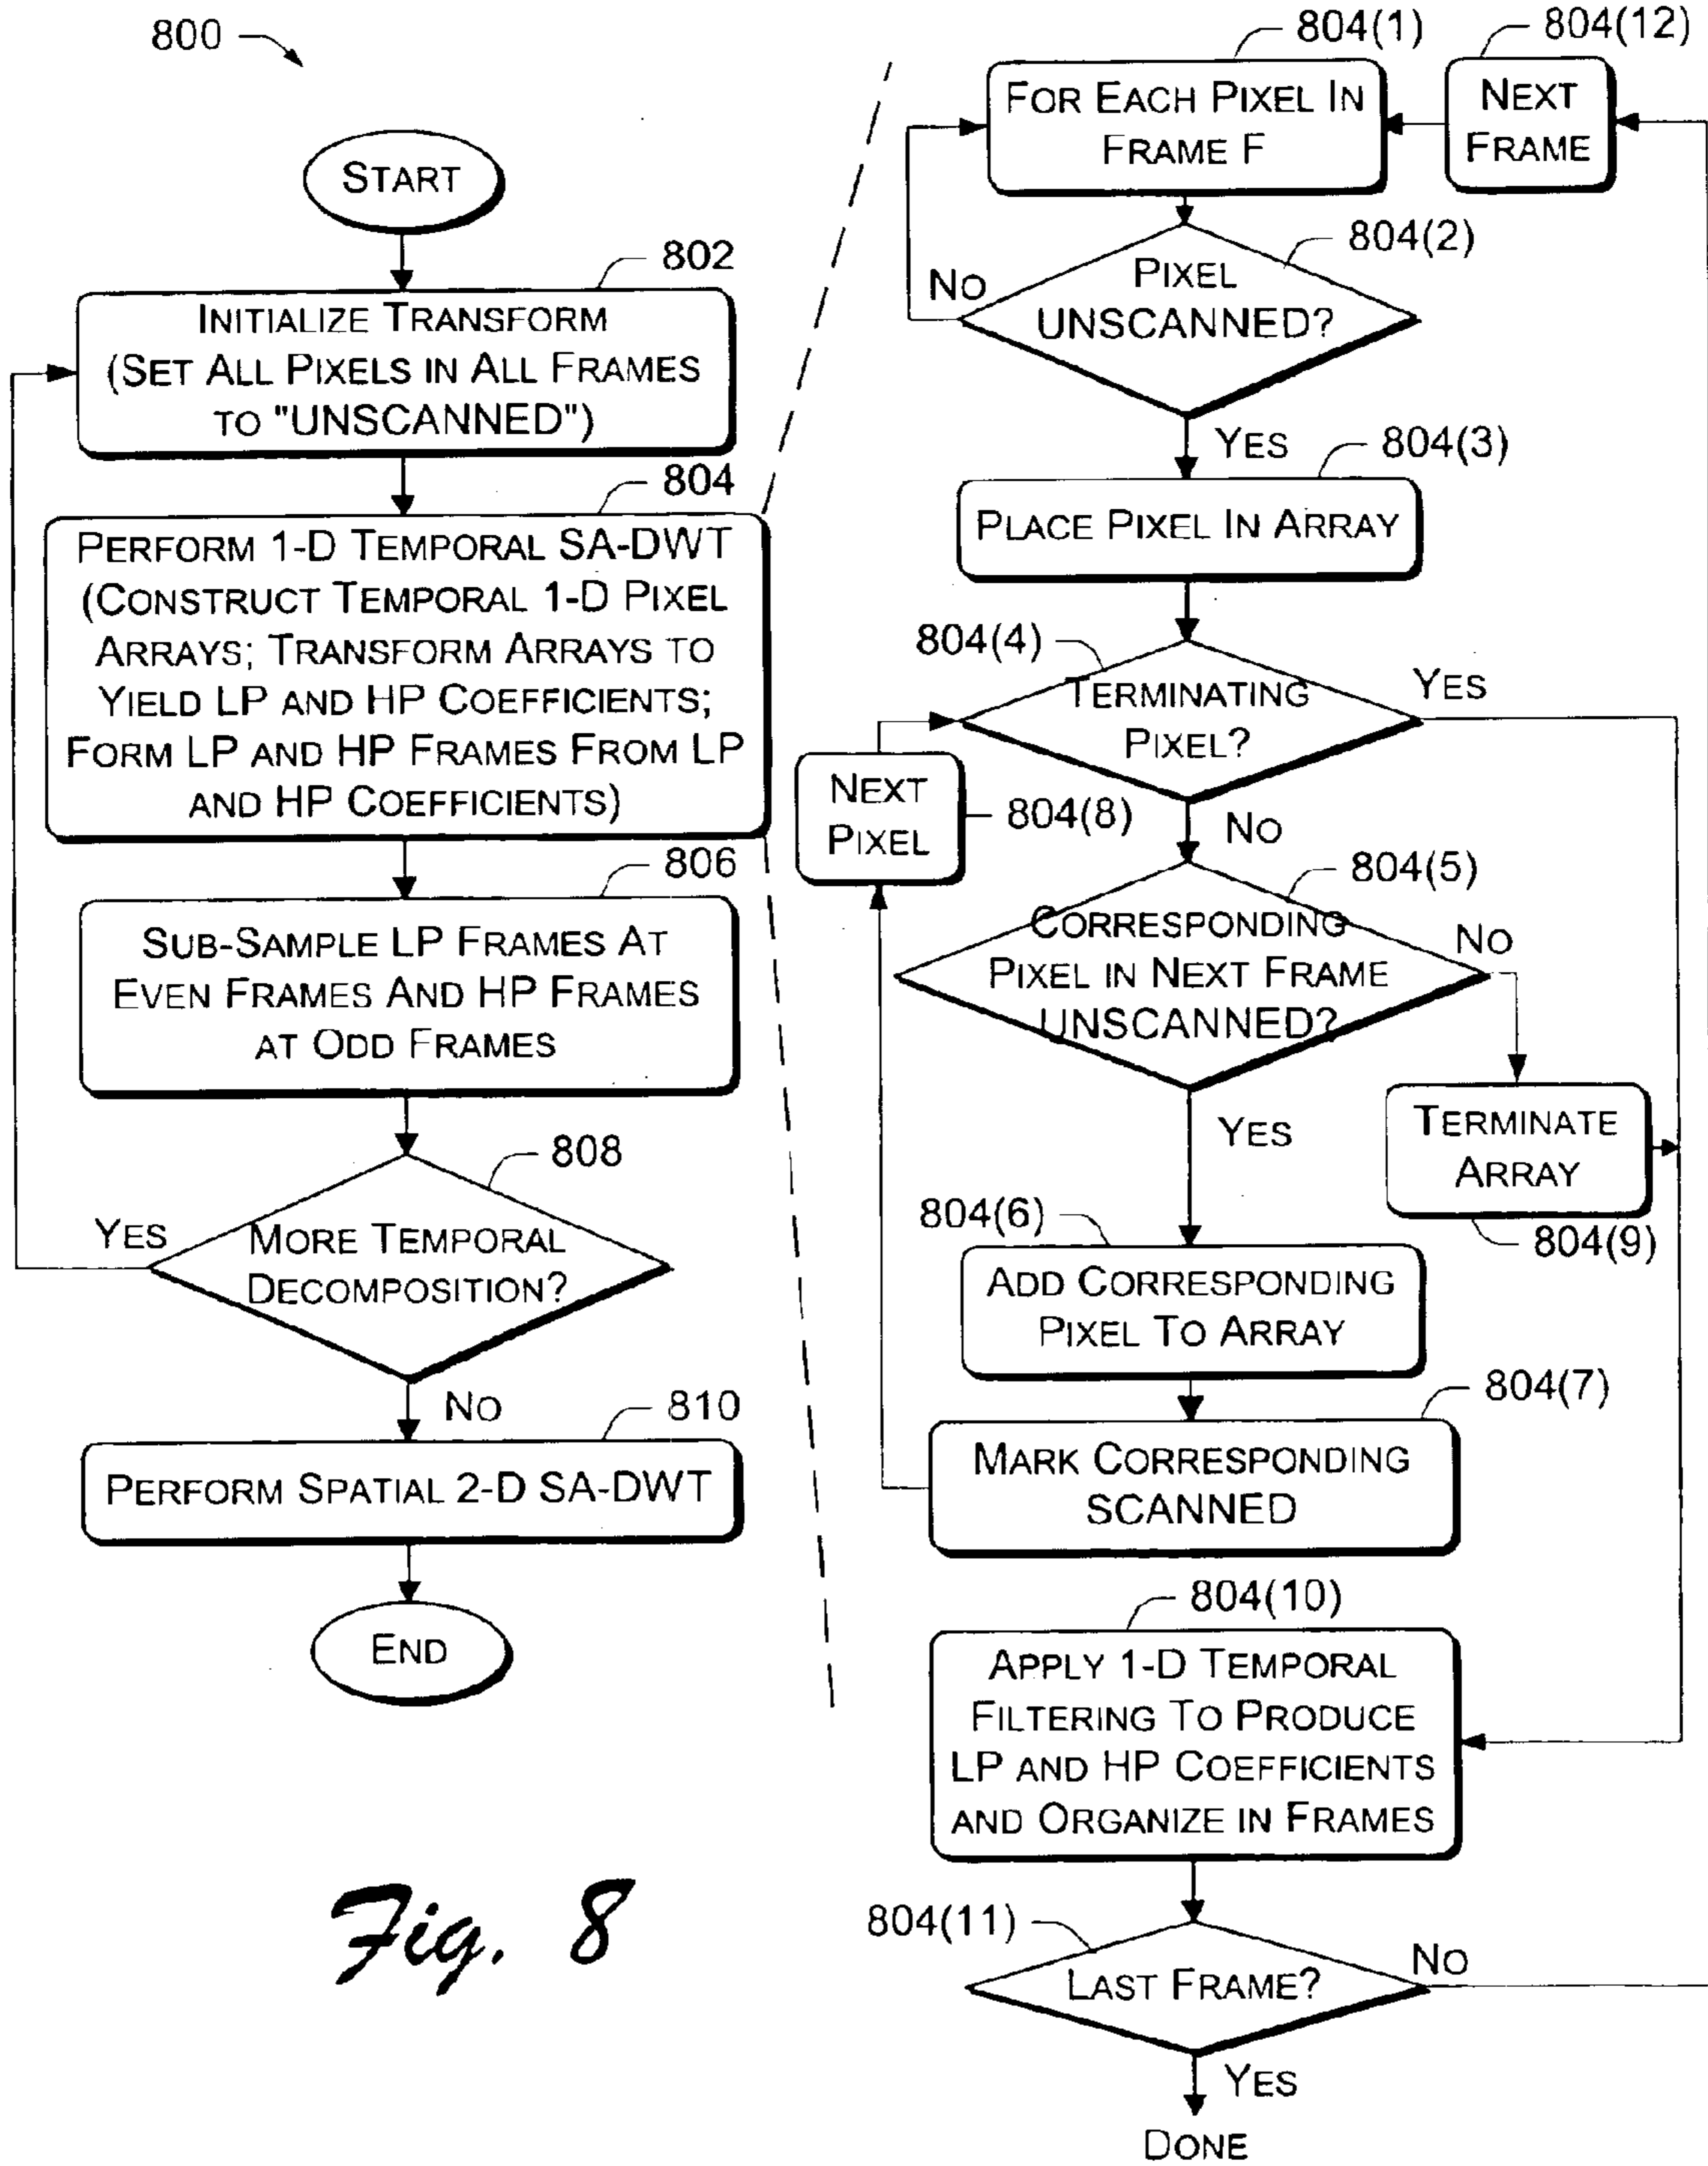 800
START
802
INITIALIZE TRANSFORM
(SET ALL PIXELS IN ALL FRAMES
TO "UNSCANNED")
804
PERFORM 1-D TEMPORAL SA-DWT
(CONSTRUCT TEMPORAL 1-D PIXEL
ARRAYS; TRANSFORM ARRAYS TO
YIELD LP AND HP COEFFICIENTS;
FORM LP AND HP FRAMES FROM LP
AND HP COEFFICIENTS)
806
SUB-SAMPLE LP FRAMES AT
EVEN FRAMES AND HP FRAMES
AT ODD FRAMES
808
YES
MORE TEMPORAL
DECOMPOSITION?
NO
810
PERFORM SPATIAL 2-D SA-DWT
END
804(1)
FOR EACH PIXEL IN
FRAME F
804(12)
NEXT
FRAME
804(2)
NO
PIXEL
UNSCANNED?
YES
804(3)
PLACE PIXEL IN ARRAY
804(4)
TERMINATING
PIXEL?
YES
NEXT
PIXEL
804(8)
NO
804(5)
CORRESPONDING
PIXEL IN NEXT FRAME
UNSCANNED?
NO
YES
TERMINATE
ARRAY
804(9)
804(6)
ADD CORRESPONDING
PIXEL TO ARRAY
804(7)
MARK CORRESPONDING
SCANNED
804(10)
APPLY 1-D TEMPORAL
FILTERING TO PRODUCE
LP AND HP COEFFICIENTS
AND ORGANIZE IN FRAMES
804(11)
LAST FRAME?
NO
YES
DONE
Fig. 8